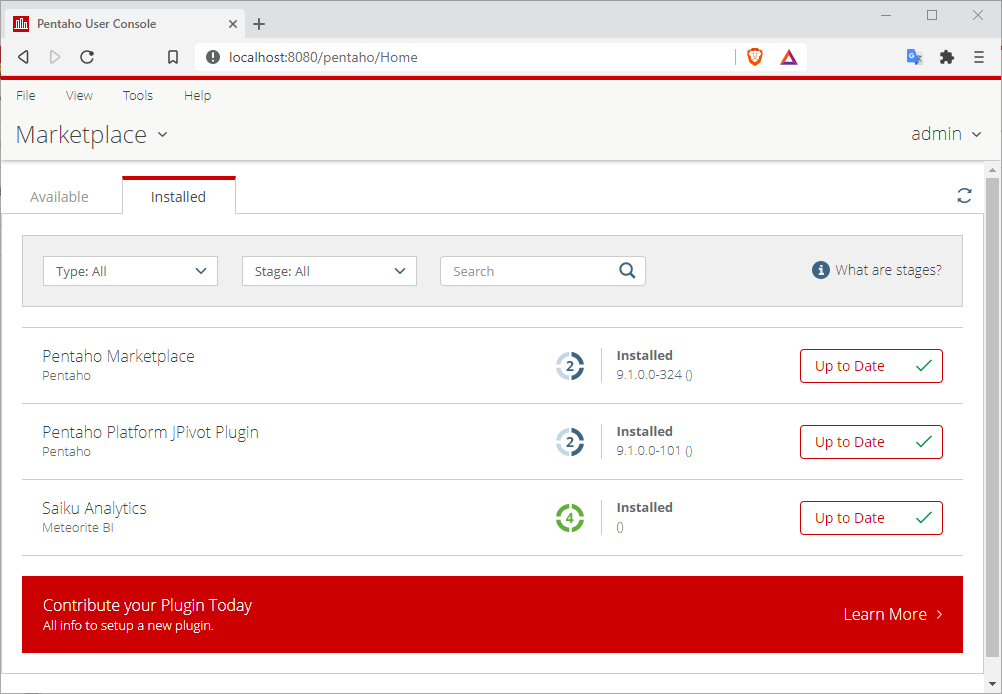 Pentaho User Console
localhost:8080/pentaho/Home
File View Tools Help
Marketplace
admin
Available
Installed
Type: All
Stage: All
Search
What are stages?
Pentaho Marketplace
Pentaho
2
Installed
9.1.0.0-324 ()
Up to Date
Pentaho Platform JPivot Plugin
Pentaho
2
Installed
9.1.0.0-101 ()
Up to Date
Saiku Analytics
Meteorite BI
4
Installed
()
Up to Date
Contribute your Plugin Today
All info to setup a new plugin.
Learn More